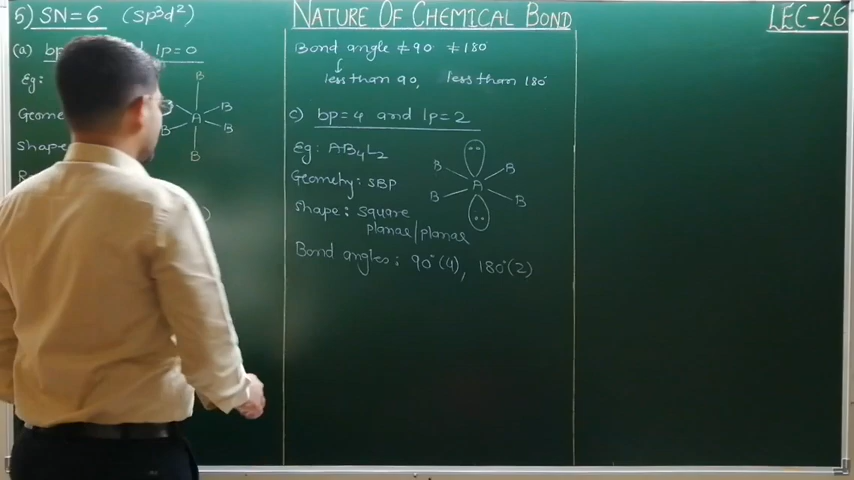 5) SN=6 (sp³d²)
NATURE OF CHEMICAL BOND
LEC-26
(a) bp lp=0
Eg:
Geome
Shape
B
B
A
B
B
B
Bond angle ≠90 ≠180
less than 90, less than 180°
c) bp=4 and lp=2
Eg: AB₄L₂
Geometry: SBP
Shape: square
planar/planar
Bond angles: 90°(4), 180°(2)
B
B
A
B
B